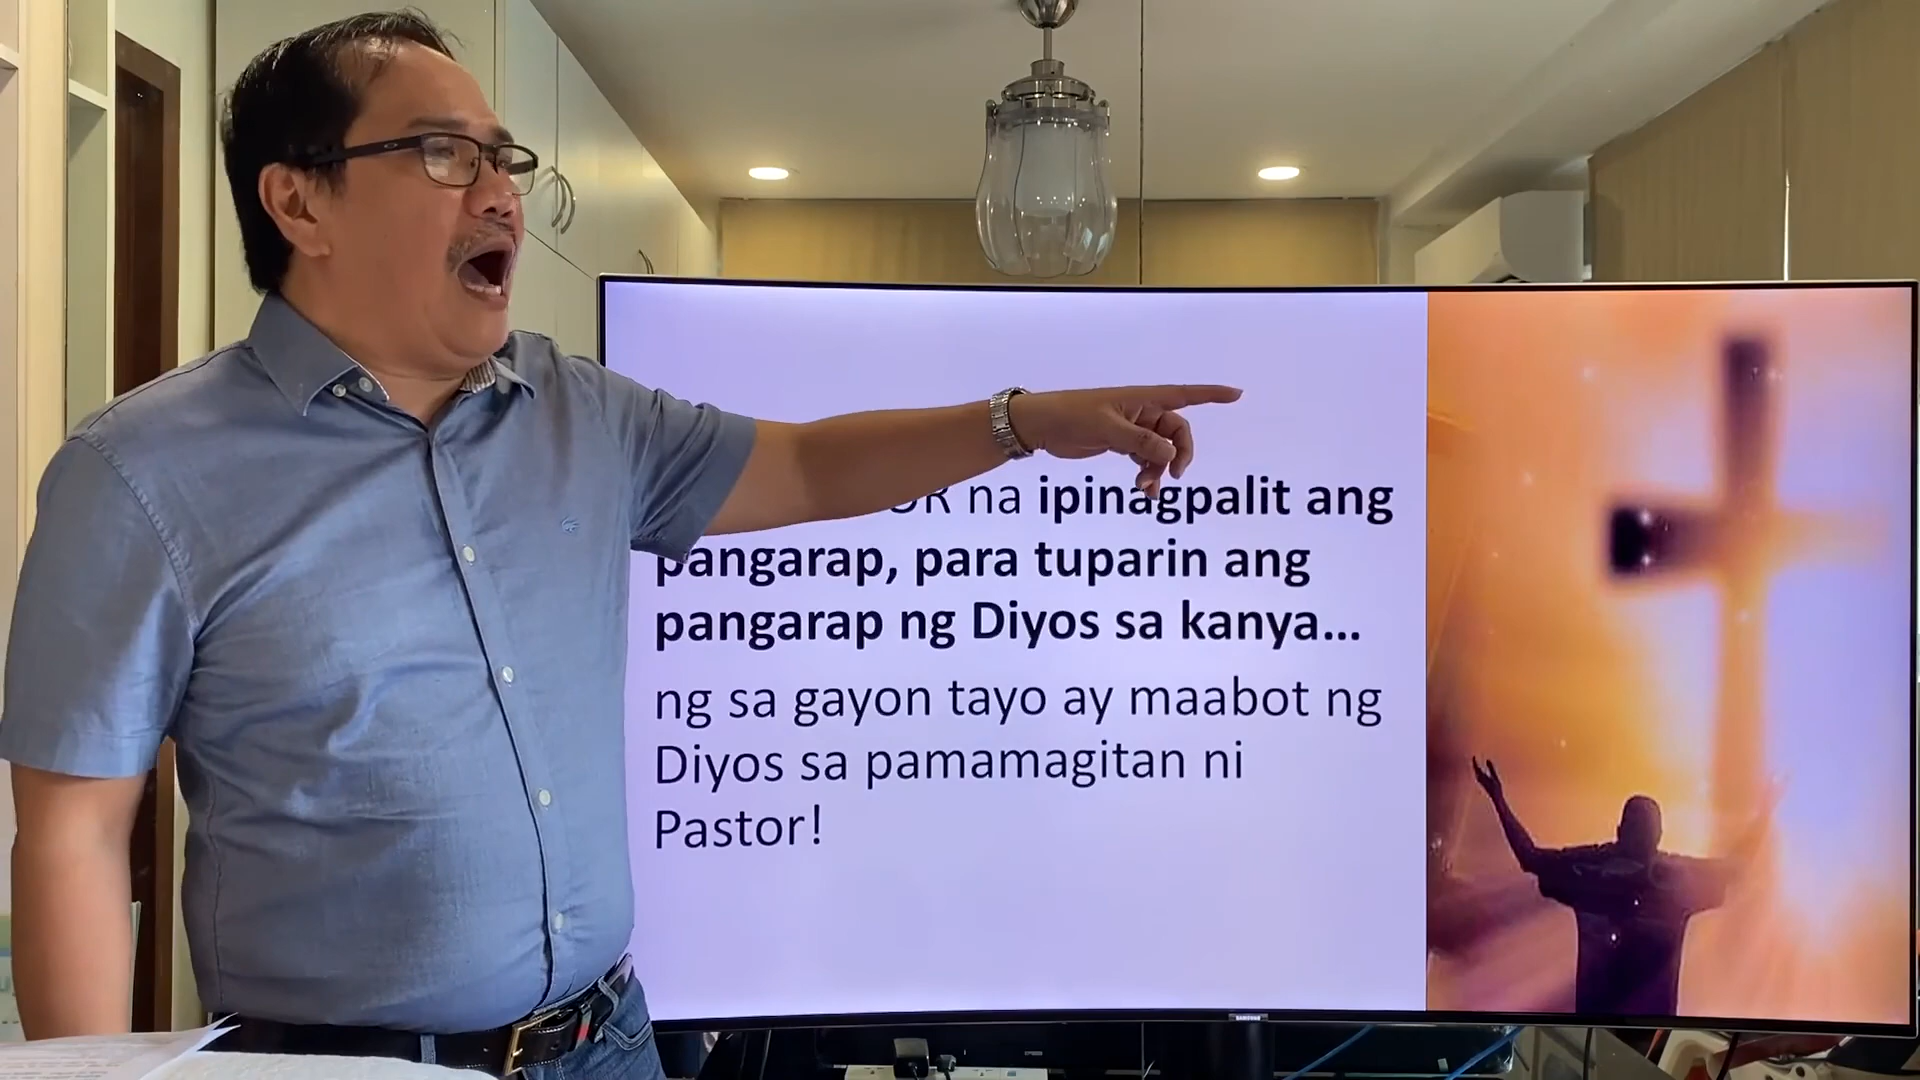 na ipinagpalit ang
pangarap, para tuparin ang
pangarap ng Diyos sa kanya...
ng sa gayon tayo ay maabot ng
Diyos sa pamamagitan ni
Pastor!
SAMSUNG